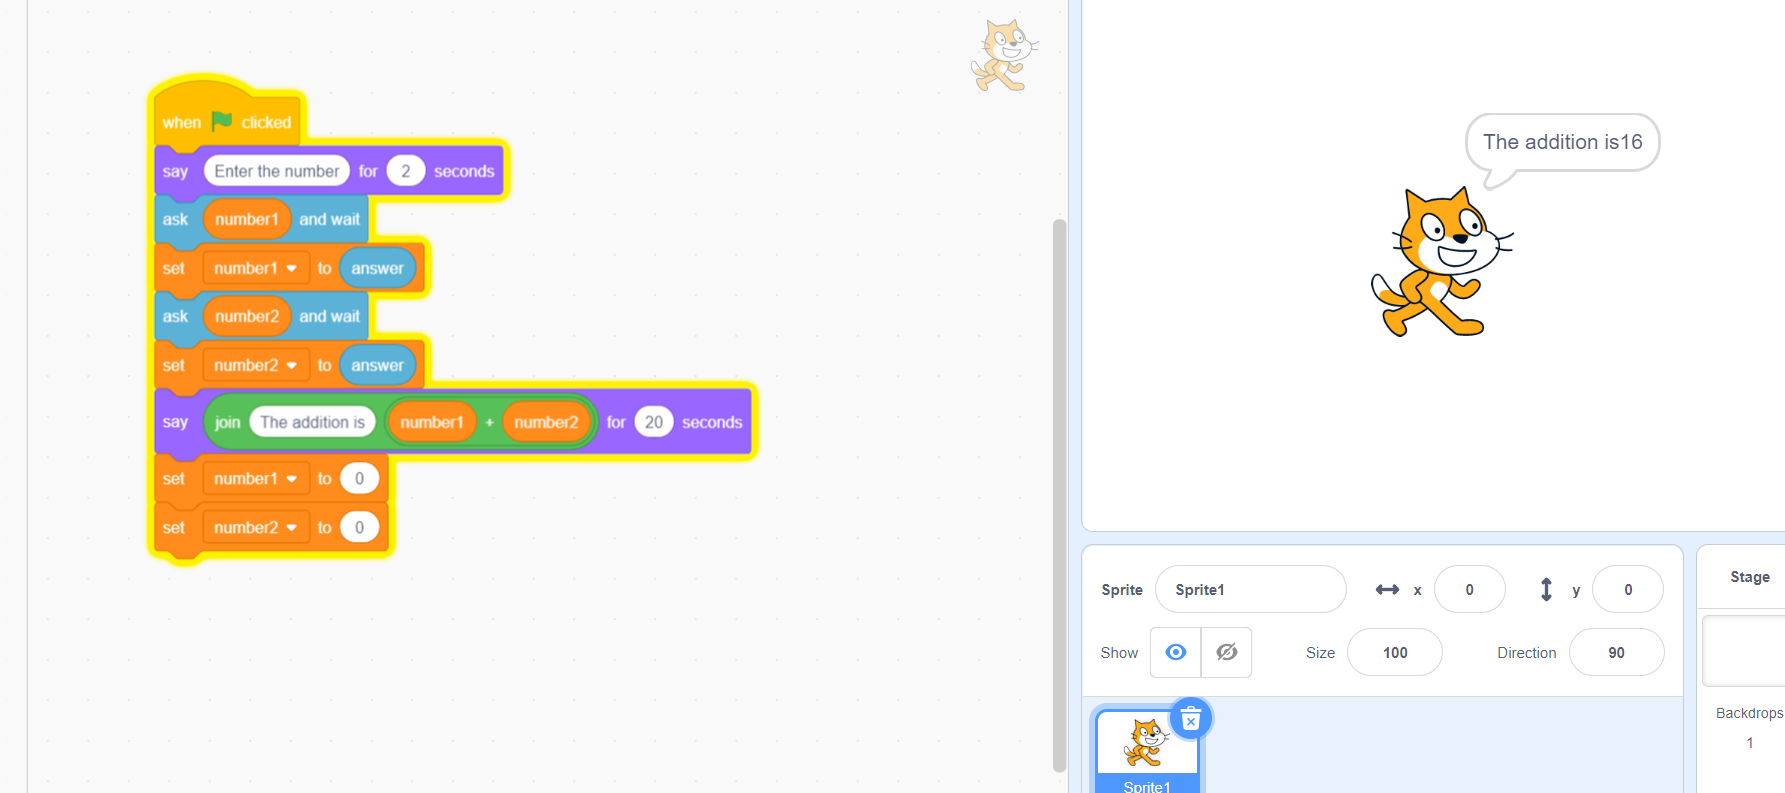 when clicked
say Enter the number for 2 seconds
ask number1 and wait
set number1 to answer
ask number2 and wait
set number2 to answer
say join The addition is number1 + number2 for 20 seconds
set number1 to 0
set number2 to 0
The addition is16
Sprite Sprite1 x 0 y 0
Show Size 100 Direction 90
Sprite1
Stage
Backdrops
1